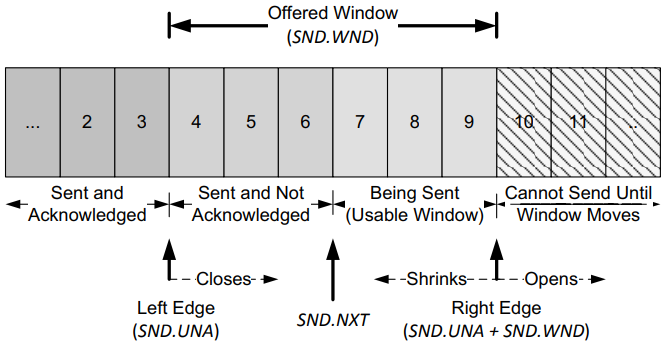 Offered Window
(SND.WND)
... 2 3 4 5 6 7 8 9 10 11 ..
Sent and Acknowledged
Sent and Not Acknowledged
Being Sent (Usable Window)
Cannot Send Until Window Moves
Closes
Shrinks
Opens
Left Edge
(SND.UNA)
SND.NXT
Right Edge
(SND.UNA + SND.WND)